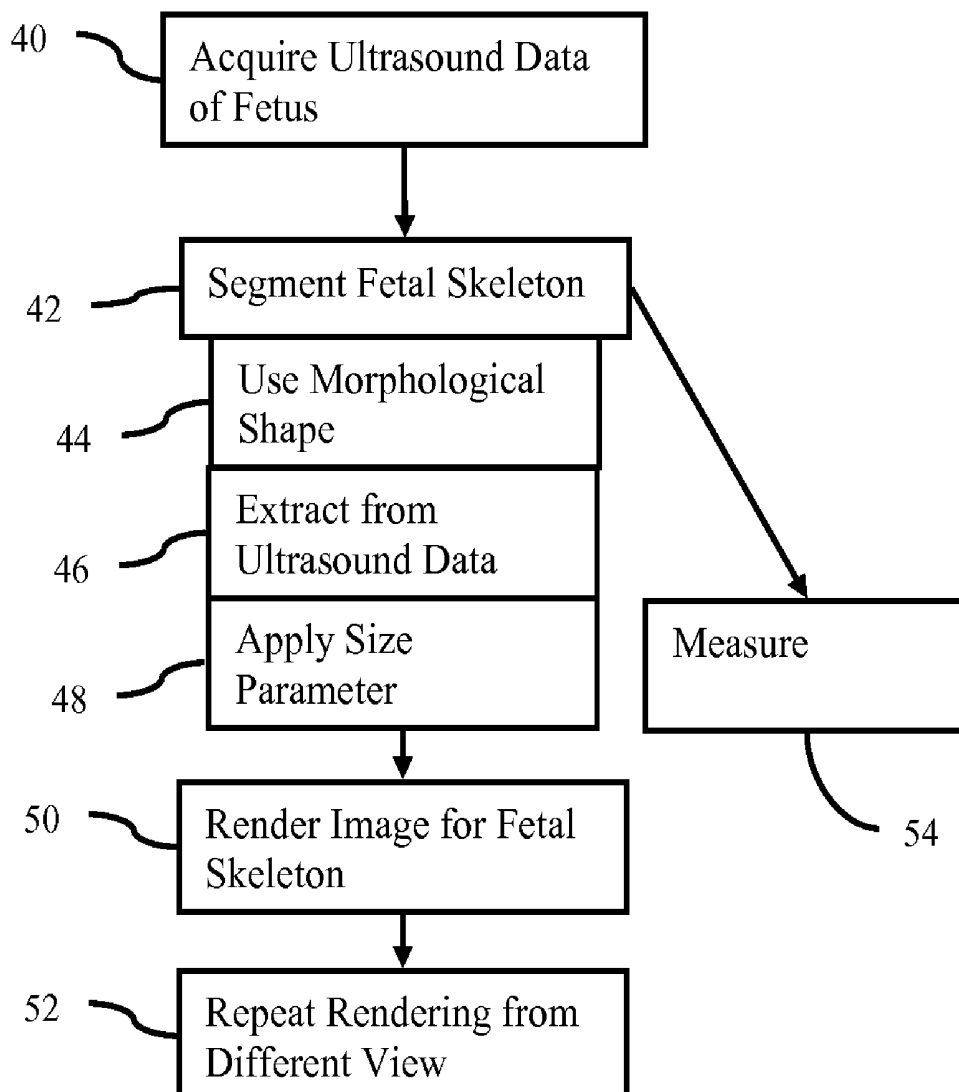 40
Acquire Ultrasound Data
of Fetus
42
Segment Fetal Skeleton
44
Use Morphological
Shape
46
Extract from
Ultrasound Data
48
Apply Size
Parameter
Measure
54
50
Render Image for Fetal
Skeleton
52
Repeat Rendering from
Different View